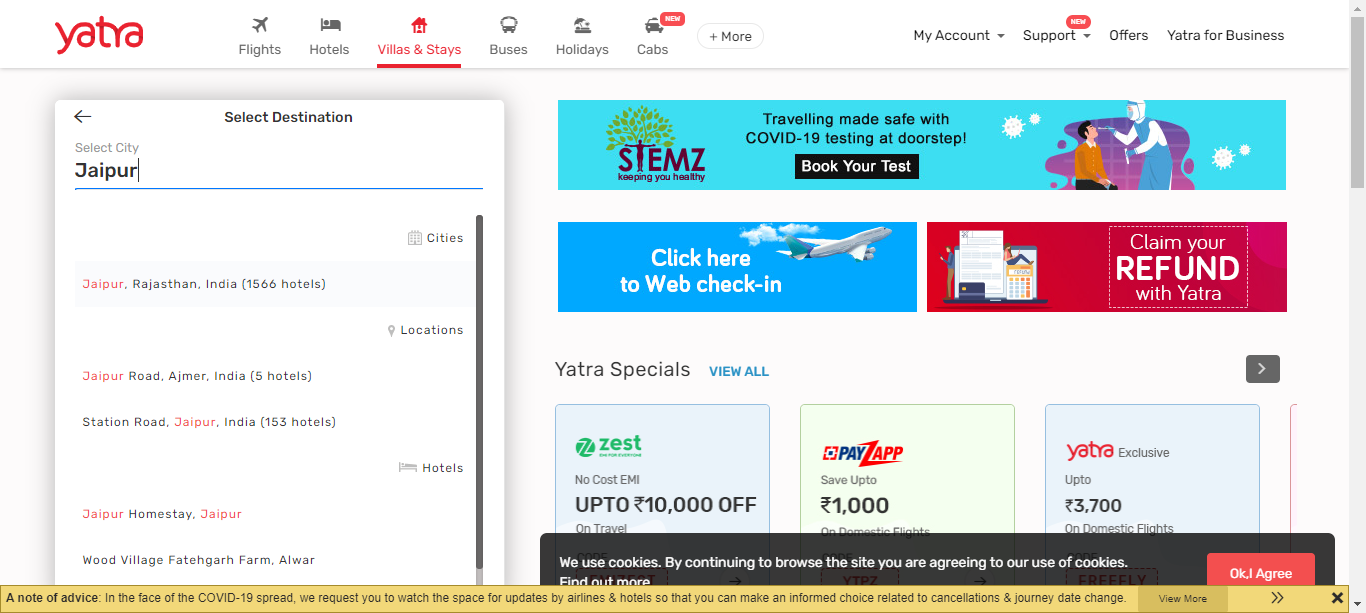 yatra
Flights
Hotels
Villas & Stays
Buses
Holidays
NEW
Cabs
+ More
My Account
NEW
Support
Offers
Yatra for Business
Select Destination
Select City
Jaipur
Cities
Jaipur, Rajasthan, India (1566 hotels)
Locations
Jaipur Road, Ajmer, India (5 hotels)
Station Road, Jaipur, India (153 hotels)
Hotels
Jaipur Homestay, Jaipur
Wood Village Fatehgarh Farm, Alwar
STEMZ
keeping you healthy
Travelling made safe with
COVID-19 testing at doorstep!
Book Your Test
Click here
to Web check-in
Claim your
REFUND
with Yatra
Yatra Specials
VIEW ALL
zest
EMI FOR EVERYONE
No Cost EMI
UPTO ₹10,000 OFF
On Travel
CODE
PAYZAPP
Save Upto
₹1,000
On Domestic Flights
CODE
YTPZ
yatra Exclusive
Upto
₹3,700
On Domestic Flights
CODE
FREEFLY
We use cookies. By continuing to browse the site you are agreeing to our use of cookies.
Find out more
Ok,I Agree
A note of advice: In the face of the COVID-19 spread, we request you to watch the space for updates by airlines & hotels so that you can make an informed choice related to cancellations & journey date change.
View More